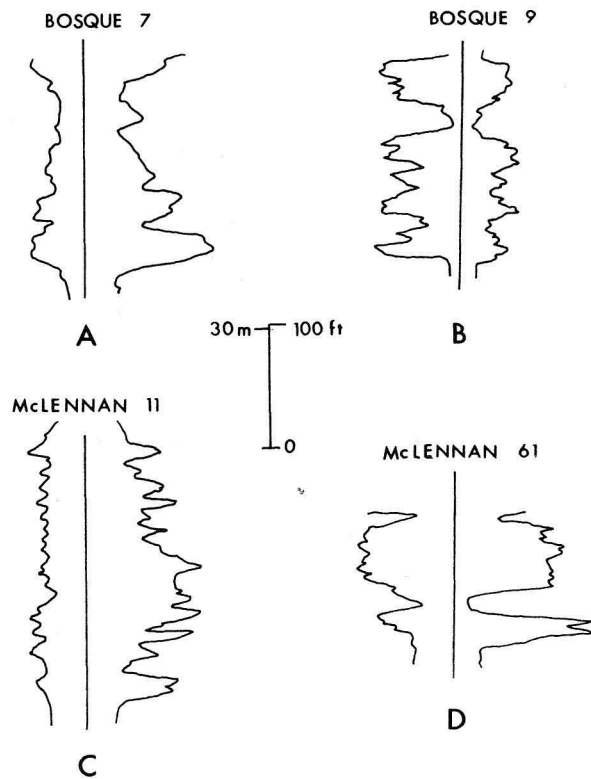 BOSQUE 7
BOSQUE 9
A
B
30 m
100 ft
0
McLENNAN 11
McLENNAN 61
C
D